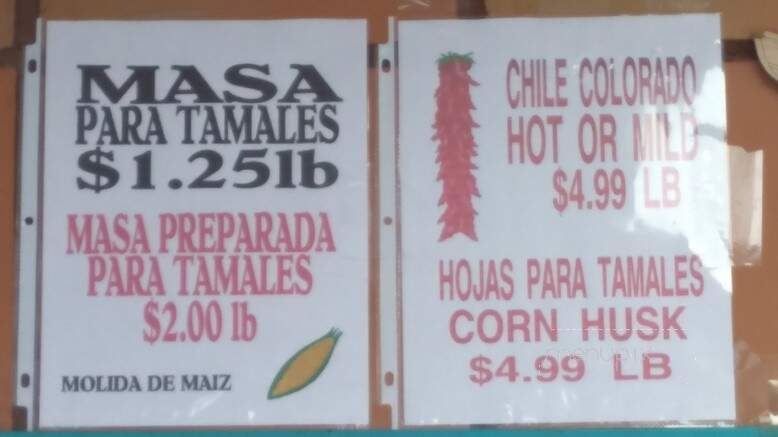 MASA
PARA TAMALES
$1.25lb
MASA PREPARADA
PARA TAMALES
$2.00 lb
MOLIDA DE MAIZ
CHILE COLORADO
HOT OR MILD
$4.99 LB
HOJAS PARA TAMALES
CORN HUSK
$4.99 LB